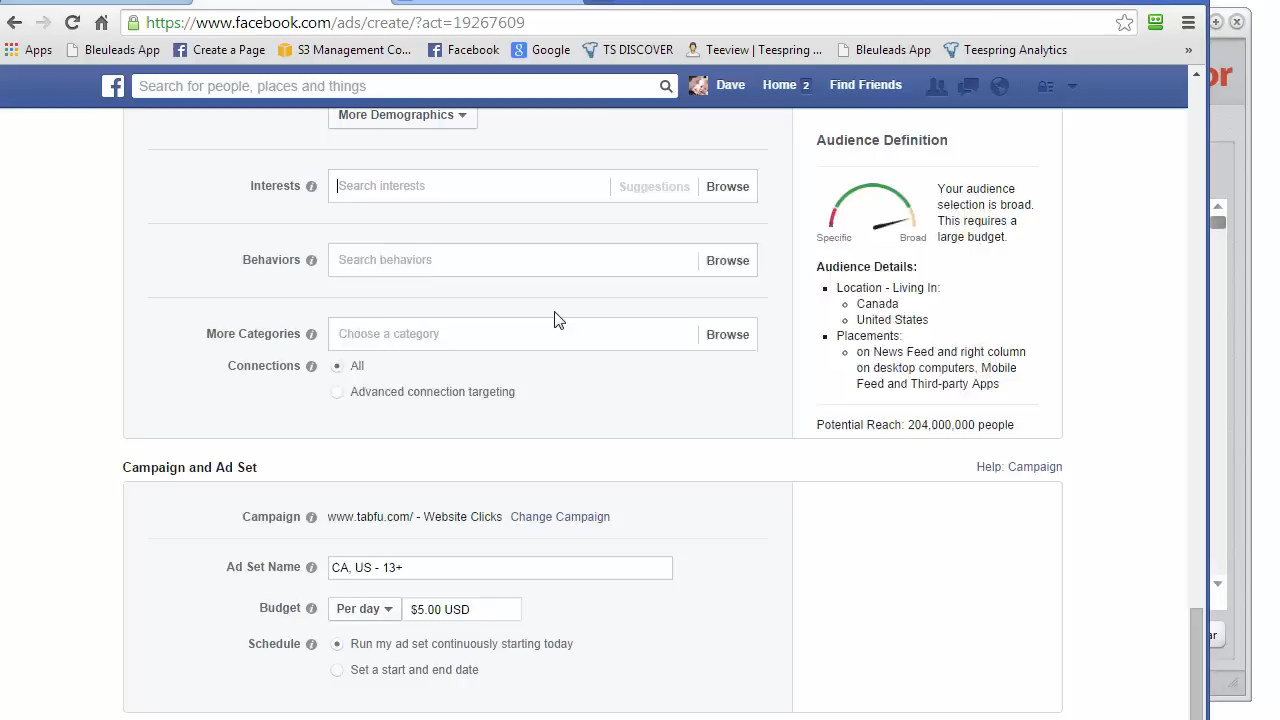 https://www.facebook.com/ads/create/?act=19267609
Apps Bleuleads App Create a Page S3 Management Co... Facebook Google TS DISCOVER Teeview | Teespring ... Bleuleads App Teespring Analytics »
or
Search for people, places and things Dave Home 2 Find Friends
More Demographics
Audience Definition
Interests Search interests Suggestions Browse
Your audience
selection is broad.
This requires a
large budget.
Specific Broad
Behaviors Search behaviors Browse
Audience Details:
Location - Living In:
Canada
United States
Placements:
on News Feed and right column
on desktop computers, Mobile
Feed and Third-party Apps
More Categories Choose a category Browse
Connections All
Advanced connection targeting
Potential Reach: 204,000,000 people
Campaign and Ad Set Help: Campaign
Campaign www.tabfu.com/ - Website Clicks Change Campaign
Ad Set Name CA, US - 13+
Budget Per day $5.00 USD
Schedule Run my ad set continuously starting today
ar
Set a start and end date